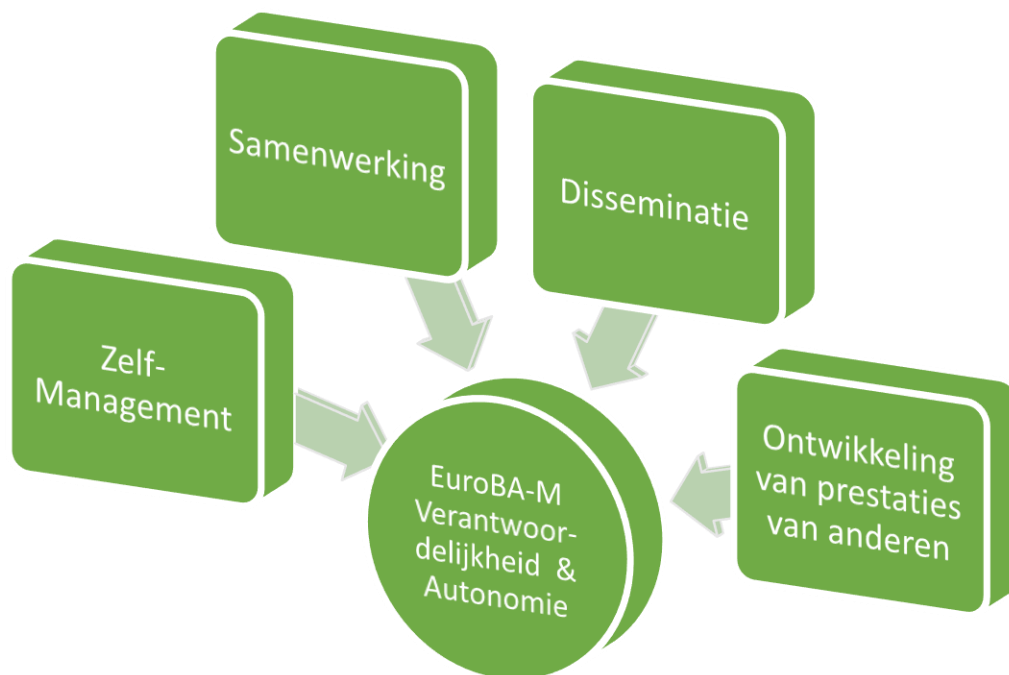 Samenwerking
Disseminatie
Zelf-
Management
Ontwikkeling
van prestaties
van anderen
EuroBA-M
Verantwoor-
delijkheid &
Autonomie